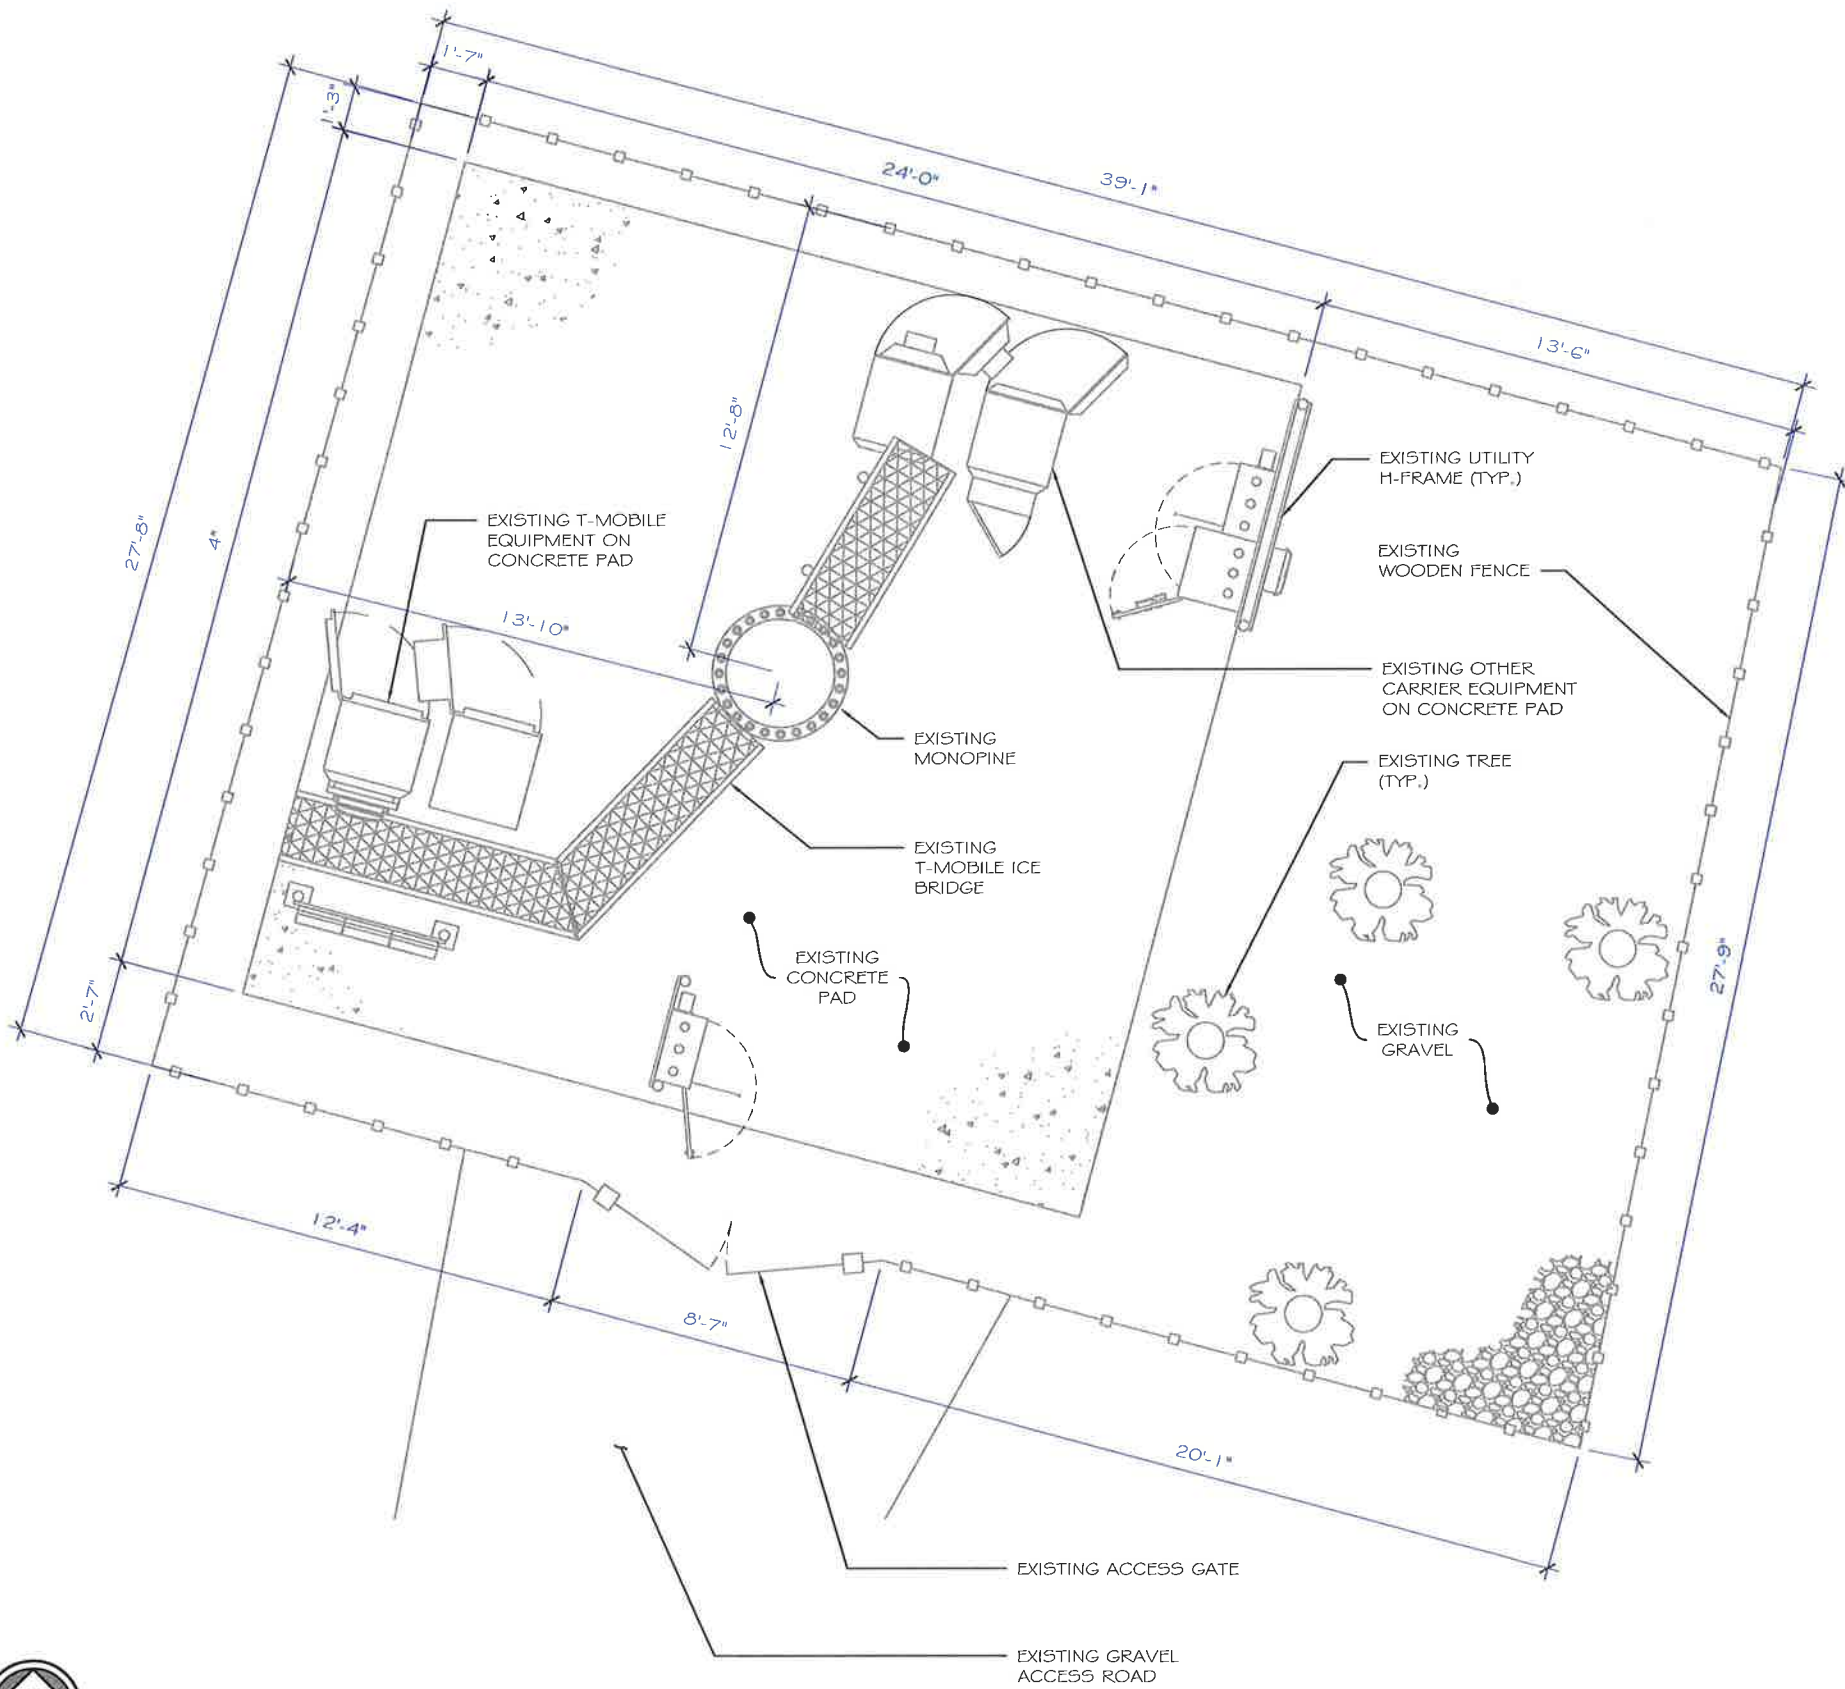 1'-7"
1'-3"
24'-0"
39'-1"
13'-6"
12'-8"
27'-8"
4"
EXISTING T-MOBILE
EQUIPMENT ON
CONCRETE PAD
EXISTING UTILITY
H-FRAME (TYP.)
EXISTING
WOODEN FENCE
13'-10"
EXISTING OTHER
CARRIER EQUIPMENT
ON CONCRETE PAD
EXISTING
MONOPINE
EXISTING TREE
(TYP.)
EXISTING
T-MOBILE ICE
BRIDGE
EXISTING
CONCRETE
PAD
27'-9"
2'-7"
EXISTING
GRAVEL
12'-4"
8'-7"
20'-1"
EXISTING ACCESS GATE
EXISTING GRAVEL
ACCESS ROAD